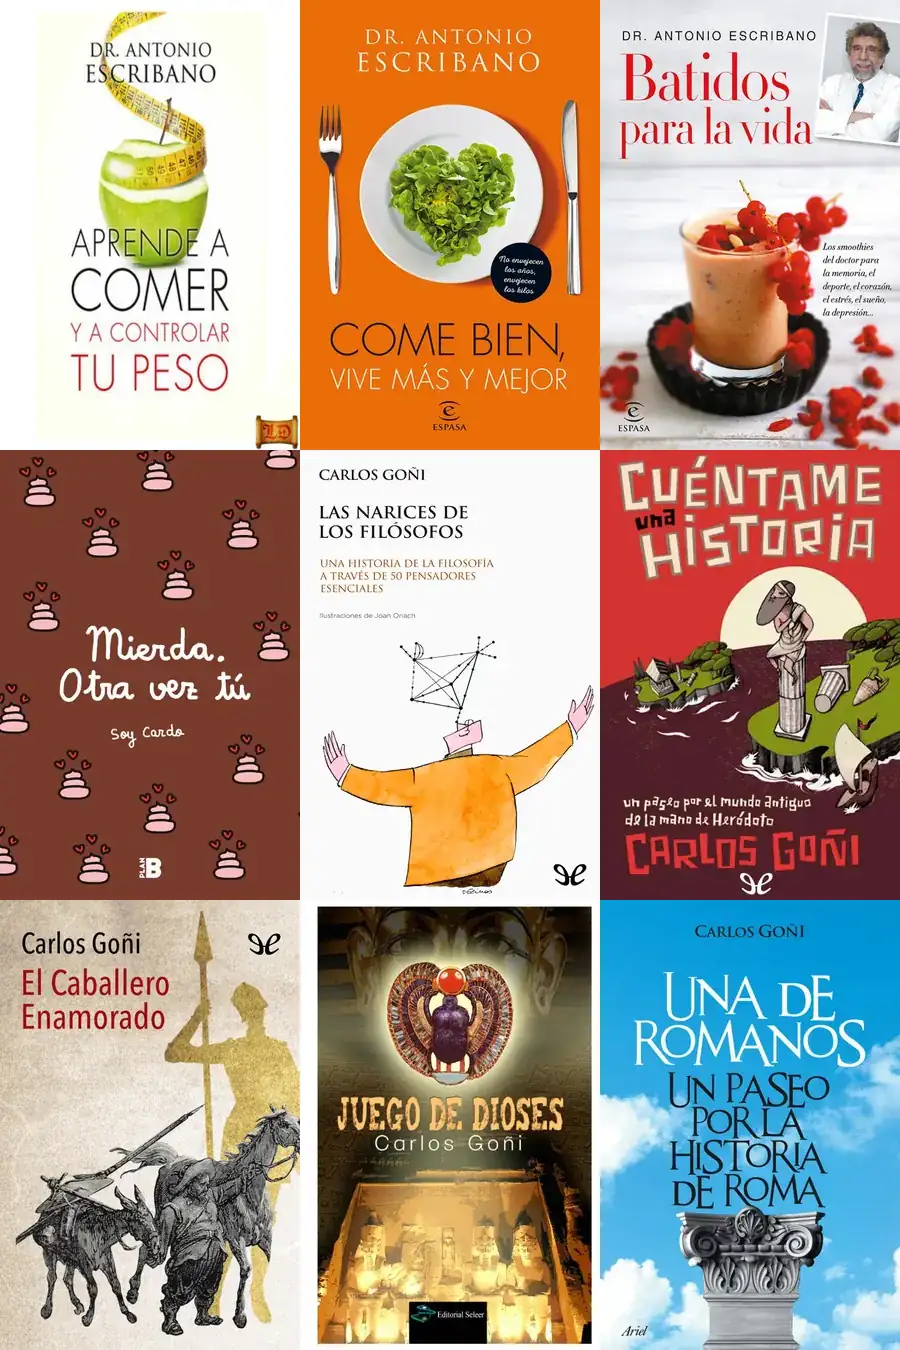 DR. ANTONIO
ESCRIBANO
APRENDE A
COMER
Y A CONTROLAR
TU PESO
LD
DR. ANTONIO
ESCRIBANO
No envejecen
los años,
envejecen
los kilos
COME BIEN,
VIVE MÁS Y MEJOR
e
ESPASA
DR. ANTONIO ESCRIBANO
Batidos
para la vida
Los smoothies
del doctor para
la memoria, el
deporte, el corazón,
el estrés, el sueño,
la depresión...
ESPASA
Mierda.
Otra vez tú
Soy Cardo
PLAN
B
CARLOS GOÑI
LAS NARICES DE
LOS FILÓSOFOS
UNA HISTORIA DE LA FILOSOFÍA
A TRAVÉS DE 50 PENSADORES
ESENCIALES
Ilustraciones de Joan Oriach
CUÉNTAME
una
HISTORIA
un paseo por el mundo antiguo
de la mano de Heródoto
CARLOS GOÑI
Carlos Goñi
El Caballero
Enamorado
JUEGO DE DIOSES
Carlos Goñi
Editorial Seleer
CARLOS GOÑI
UNA DE
ROMANOS
UN PASEO
POR LA
HISTORIA
DE ROMA
Ariel